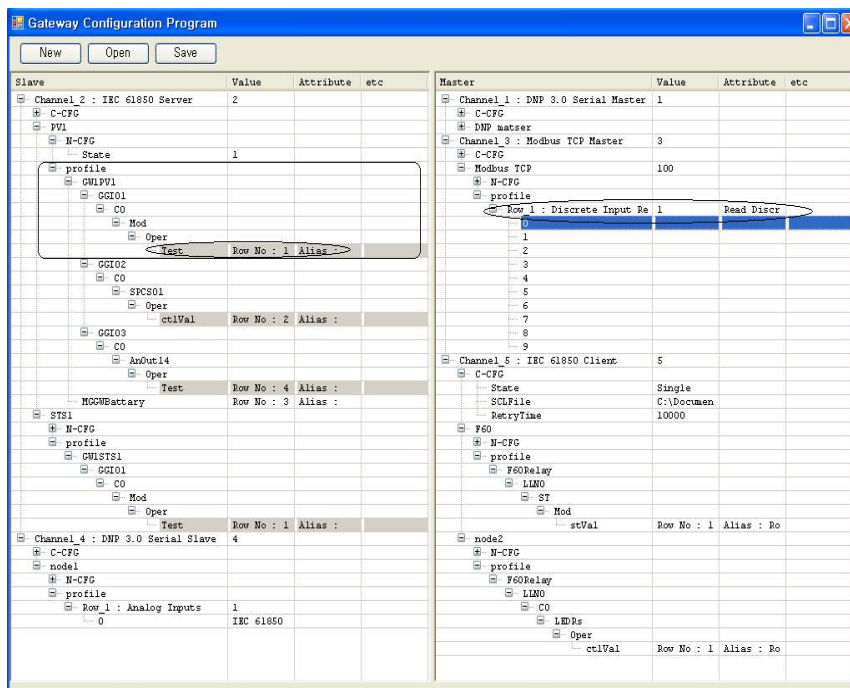 Gateway Configuration Program
New Open Save
Slave Value Attribute etc
Channel_2 : IEC 61850 Server 2
C-CFG
PV1
N-CFG
State 1
profile
GW1PV1
GGIO1
CO
Mod
Oper
Test Row No : 1 Alias :
GGIO2
CO
SPCSO1
Oper
ctlVal Row No : 2 Alias :
GGIO3
CO
AnOut14
Oper
Test Row No : 4 Alias :
MGGWBattary Row No : 3 Alias :
STS1
N-CFG
profile
GW1STS1
GGIO1
CO
Mod
Oper
Test Row No : 1 Alias :
Channel_4 : DNP 3.0 Serial Slave 4
C-CFG
node1
N-CFG
profile
Row_1 : Analog Inputs 1
0 IEC 61850
Master Value Attribute etc
Channel_1 : DNP 3.0 Serial Master 1
C-CFG
DNP matser
Channel_3 : Modbus TCP Master 3
C-CFG
Modbus TCP 100
N-CFG
profile
Row_1 : Discrete Input Re 1 Read Discr
0
1
2
3
4
5
6
7
8
9
Channel_5 : IEC 61850 Client 5
C-CFG
State Single
SCLFile C:\Documen
RetryTime 10000
F60
N-CFG
profile
F60Relay
LLN0
ST
Mod
stVal Row No : 1 Alias : Ro
node2
N-CFG
profile
F60Relay
LLN0
CO
LEDRs
Oper
ctlVal Row No : 1 Alias : Ro